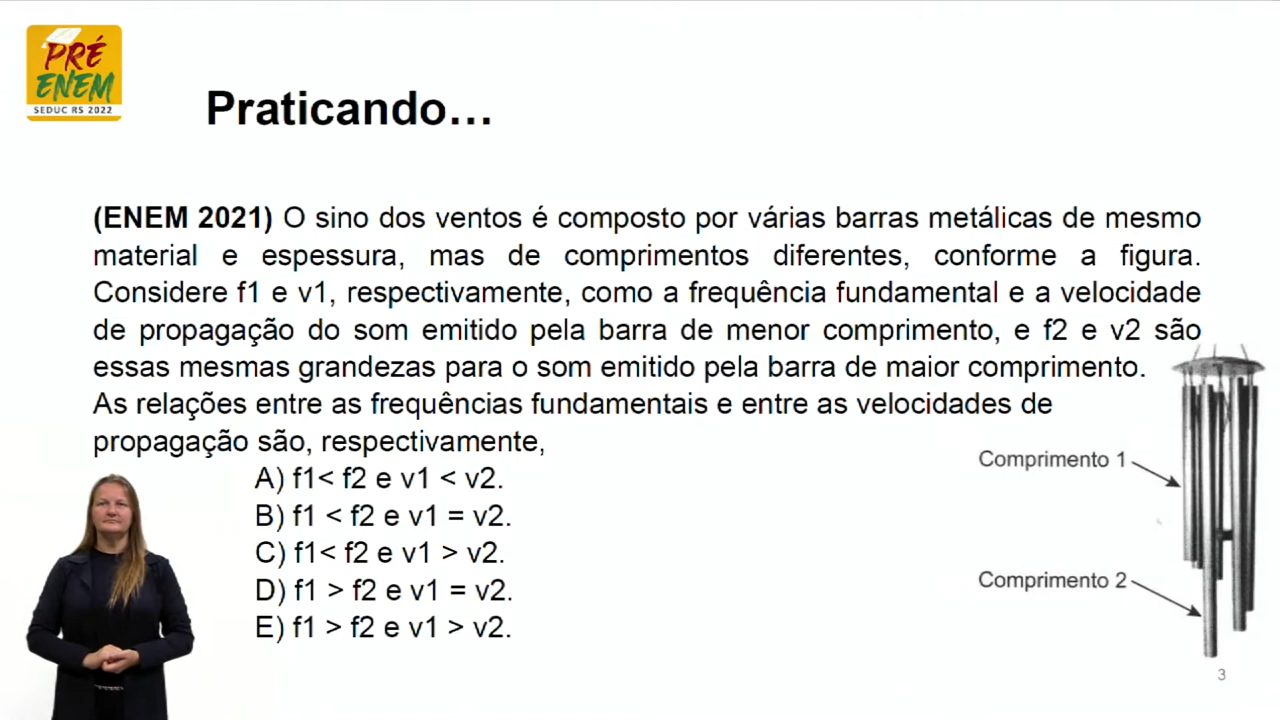 PRÉ
ENEM
SEDUC RS 2022
Praticando...
(ENEM 2021) O sino dos ventos é composto por várias barras metálicas de mesmo
material e espessura, mas de comprimentos diferentes, conforme a figura.
Considere f1 e v1, respectivamente, como a frequência fundamental e a velocidade
de propagação do som emitido pela barra de menor comprimento, e f2 e v2 são
essas mesmas grandezas para o som emitido pela barra de maior comprimento.
As relações entre as frequências fundamentais e entre as velocidades de
propagação são, respectivamente,
A) f1< f2 e v1 < v2.
B) f1 < f2 e v1 = v2.
C) f1< f2 e v1 > v2.
D) f1 > f2 e v1 = v2.
E) f1 > f2 e v1 > v2.
Comprimento 1
Comprimento 2
3